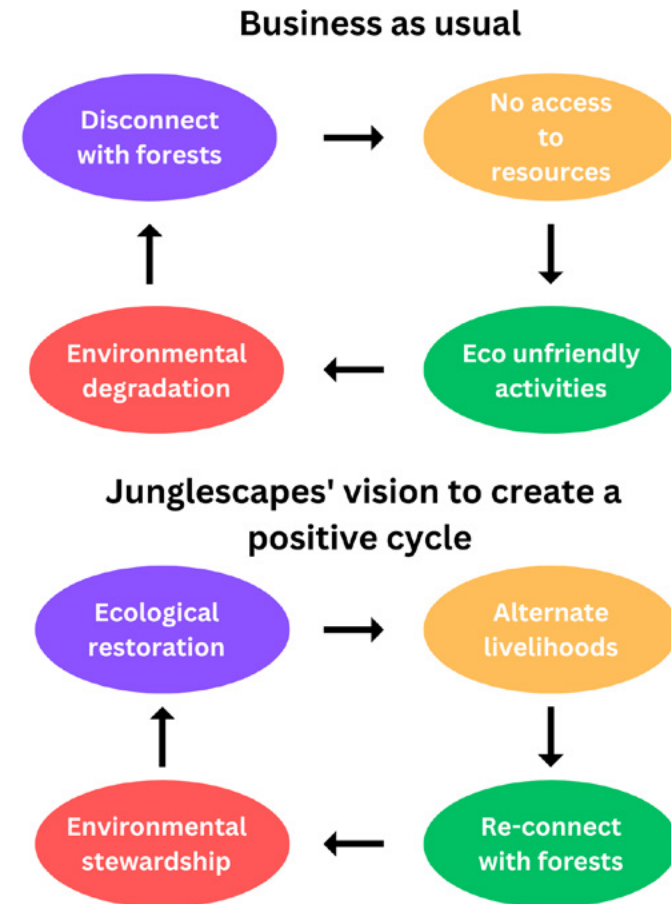 Business as usual
Disconnect
with forests
No access
to
resources
Environmental
degradation
Eco unfriendly
activities
Junglescapes' vision to create a
positive cycle
Ecological
restoration
Alternate
livelihoods
Environmental
stewardship
Re-connect
with forests